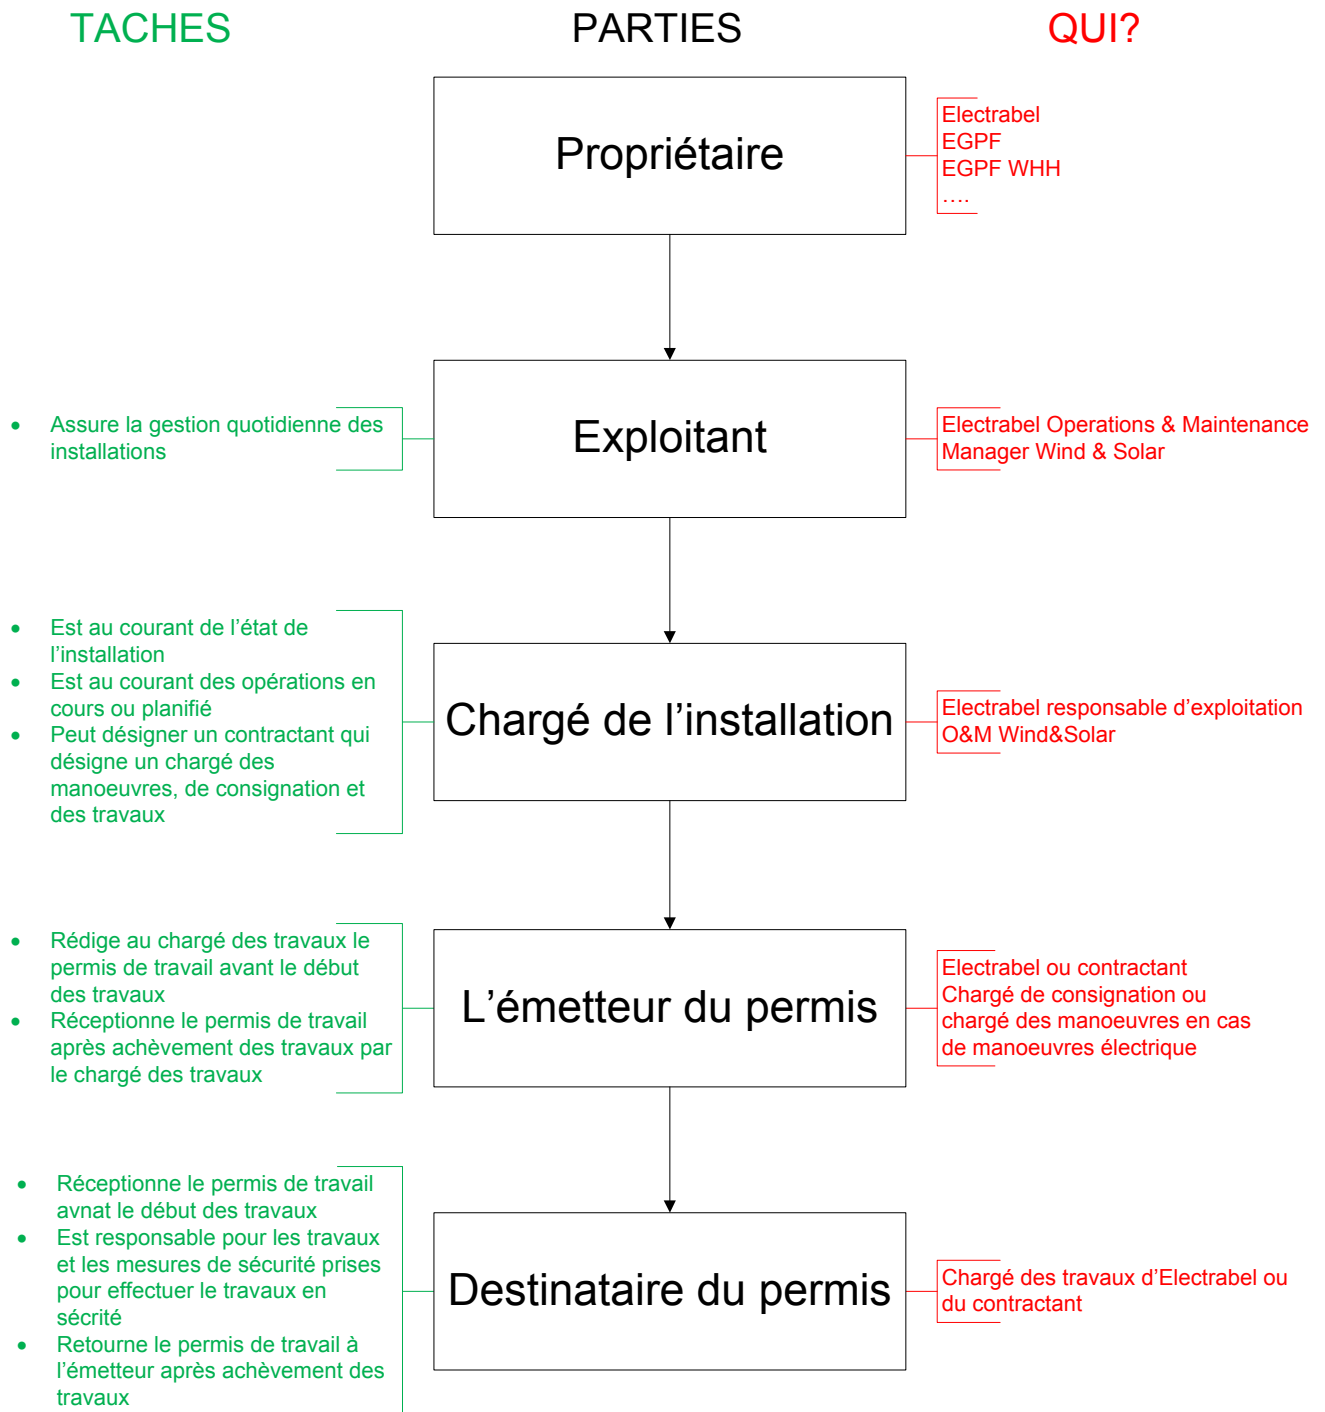 TACHES
PARTIES
QUI?
Propriétaire
Electrabel
EGPF
EGPF WHH
….
• Assure la gestion quotidienne des
installations
Exploitant
Electrabel Operations & Maintenance
Manager Wind & Solar
• Est au courant de l’état de
l’installation
• Est au courant des opérations en
cours ou planifié
• Peut désigner un contractant qui
désigne un chargé des
manoeuvres, de consignation et
des travaux
Chargé de l’installation
Electrabel responsable d’exploitation
O&M Wind&Solar
• Rédige au chargé des travaux le
permis de travail avant le début
des travaux
• Réceptionne le permis de travail
après achèvement des travaux par
le chargé des travaux
L’émetteur du permis
Electrabel ou contractant
Chargé de consignation ou
chargé des manoeuvres en cas
de manoeuvres électrique
• Réceptionne le permis de travail
avnat le début des travaux
• Est responsable pour les travaux
et les mesures de sécurité prises
pour effectuer le travaux en
sécrité
• Retourne le permis de travail à
l’émetteur après achèvement des
travaux
Destinataire du permis
Chargé des travaux d’Electrabel ou
du contractant